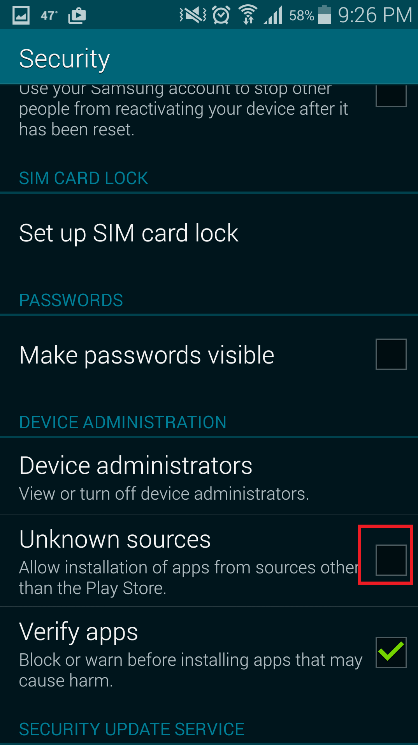 47°
58%
9:26 PM
Security
Use your Samsung account to stop other
people from reactivating your device after it
has been reset.
SIM CARD LOCK
Set up SIM card lock
PASSWORDS
Make passwords visible
DEVICE ADMINISTRATION
Device administrators
View or turn off device administrators.
Unknown sources
Allow installation of apps from sources other
than the Play Store.
Verify apps
Block or warn before installing apps that may
cause harm.
SECURITY UPDATE SERVICE